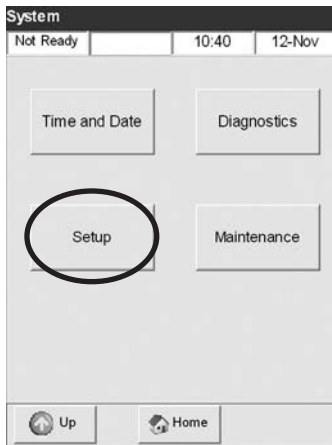 System
Not Ready 10:40 12-Nov
Time and Date Diagnostics
Setup Maintenance
Up Home